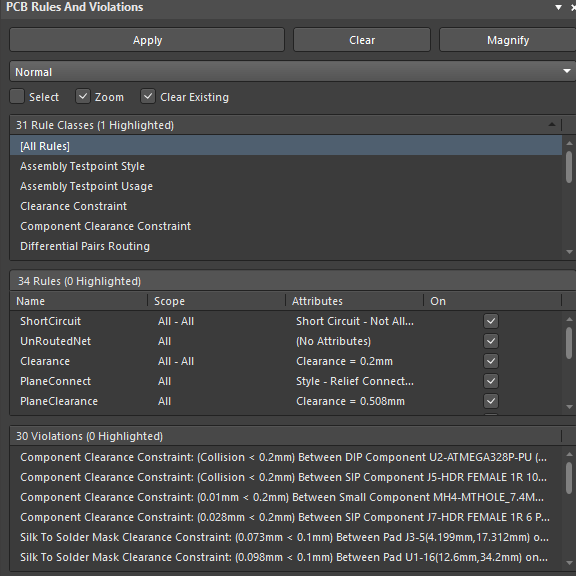 PCB Rules And Violations
Apply Clear Magnify
Normal
Select Zoom Clear Existing
31 Rule Classes (1 Highlighted)
[All Rules]
Assembly Testpoint Style
Assembly Testpoint Usage
Clearance Constraint
Component Clearance Constraint
Differential Pairs Routing
34 Rules (0 Highlighted)
Name Scope Attributes On
ShortCircuit All - All Short Circuit - Not All...
UnRoutedNet All (No Attributes)
Clearance All - All Clearance = 0.2mm
PlaneConnect All Style - Relief Connect...
PlaneClearance All Clearance = 0.508mm
30 Violations (0 Highlighted)
Component Clearance Constraint: (Collision < 0.2mm) Between DIP Component U2-ATMEGA328P-PU (...
Component Clearance Constraint: (Collision < 0.2mm) Between SIP Component J5-HDR FEMALE 1R 10...
Component Clearance Constraint: (0.01mm < 0.2mm) Between Small Component MH4-MTHOLE_7.4M...
Component Clearance Constraint: (0.028mm < 0.2mm) Between SIP Component J7-HDR FEMALE 1R 6 P...
Silk To Solder Mask Clearance Constraint: (0.073mm < 0.1mm) Between Pad J3-5(4.199mm,17.312mm) on...
Silk To Solder Mask Clearance Constraint: (0.098mm < 0.1mm) Between Pad U1-16(12.6mm,34.2mm) on...